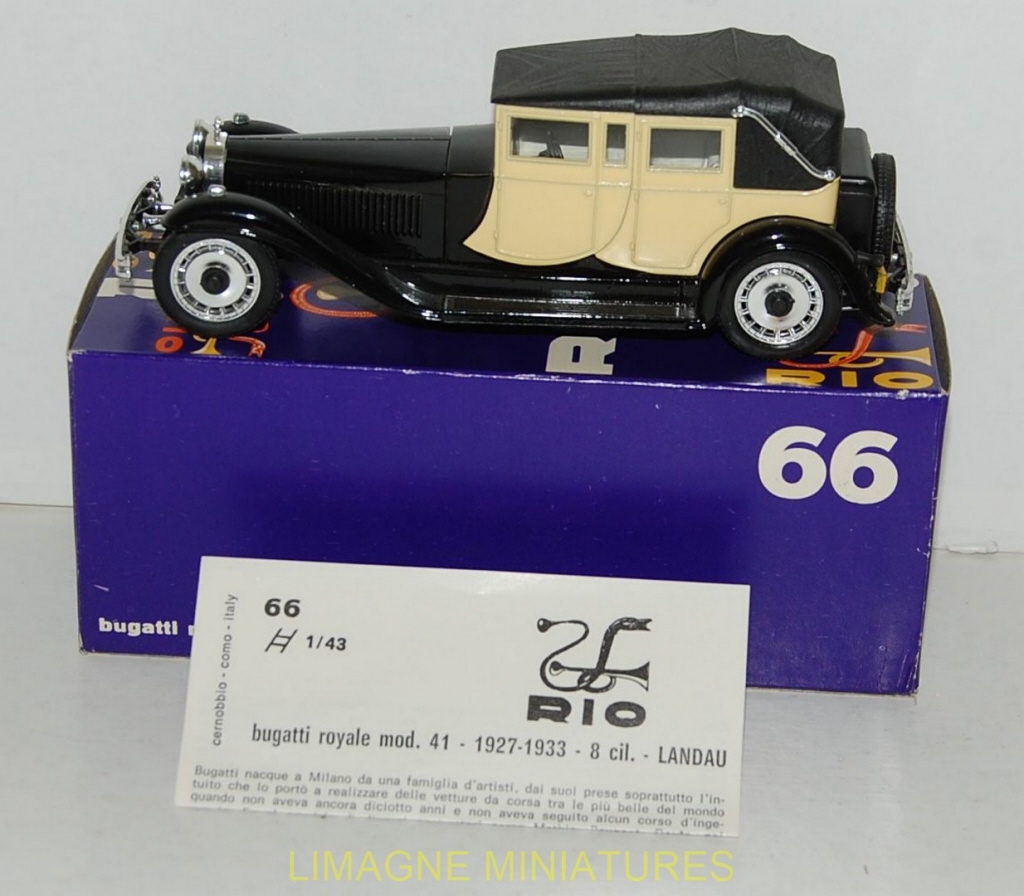 R
RIO
66
bugatti
cernobbio - como - italy
66
1/43
RIO
bugatti royale mod. 41 - 1927-1933 - 8 cil. - LANDAU
Bugatti nacque a Milano da una famiglia d'artisti, dai suoi prese soprattutto l'in-
tuito che lo portò a realizzare delle vetture da corsa tra le più belle del mondo
quando non aveva ancora diciotto anni e non aveva seguito alcun corso d'inge-
LIMAGNE MINIATURES